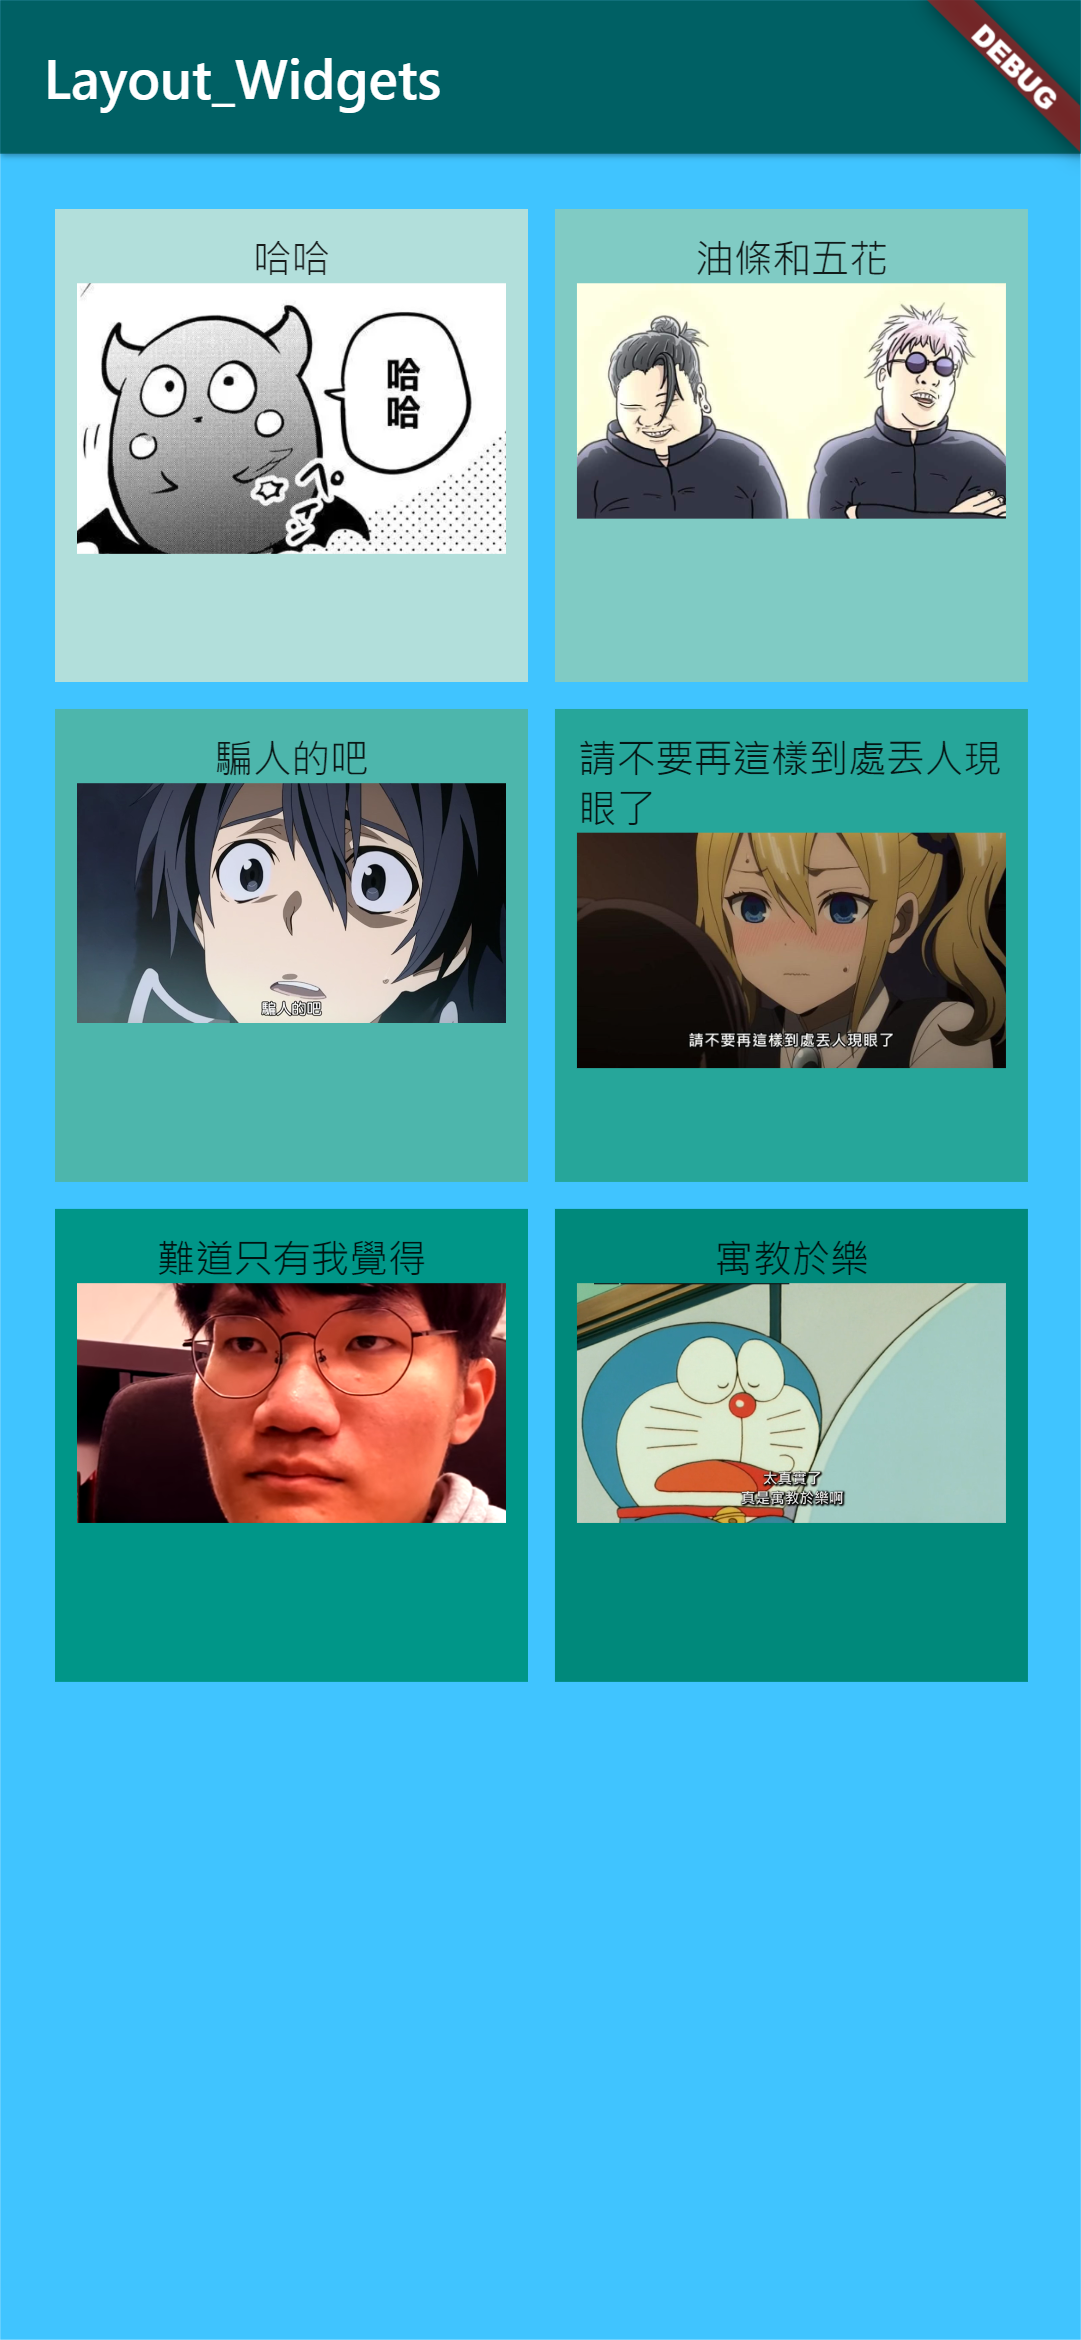 Layout_Widgets
DEBUG
哈哈
哈哈
油條和五花
騙人的吧
騙人的吧
請不要再這樣到處丟人現
眼了
請不要再這樣到處丟人現眼了
難道只有我覺得
寓教於樂
太真實了
真是寓教於樂啊